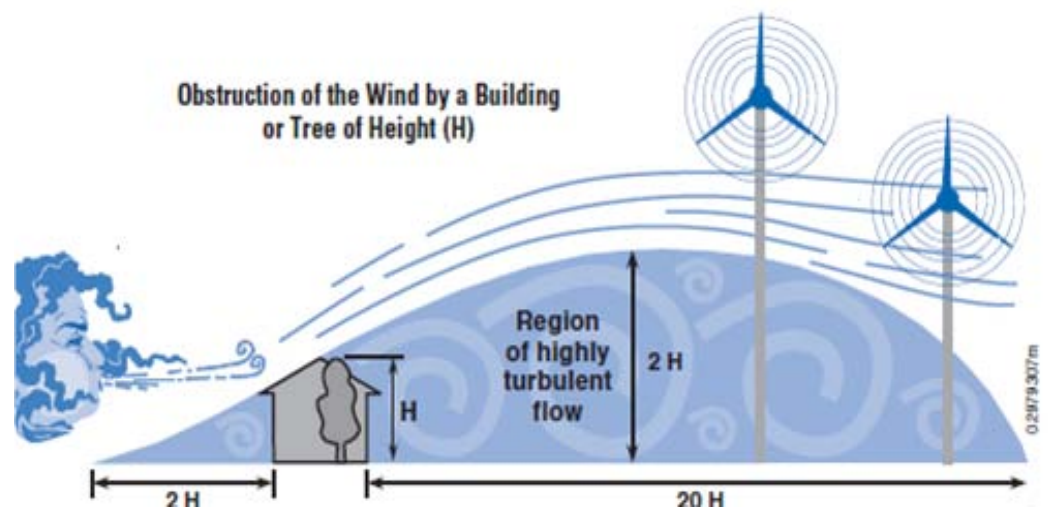 Obstruction of the Wind by a Building
or Tree of Height (H)
Region
of highly
turbulent
flow
2 H
H
2 H
20 H
02979307m